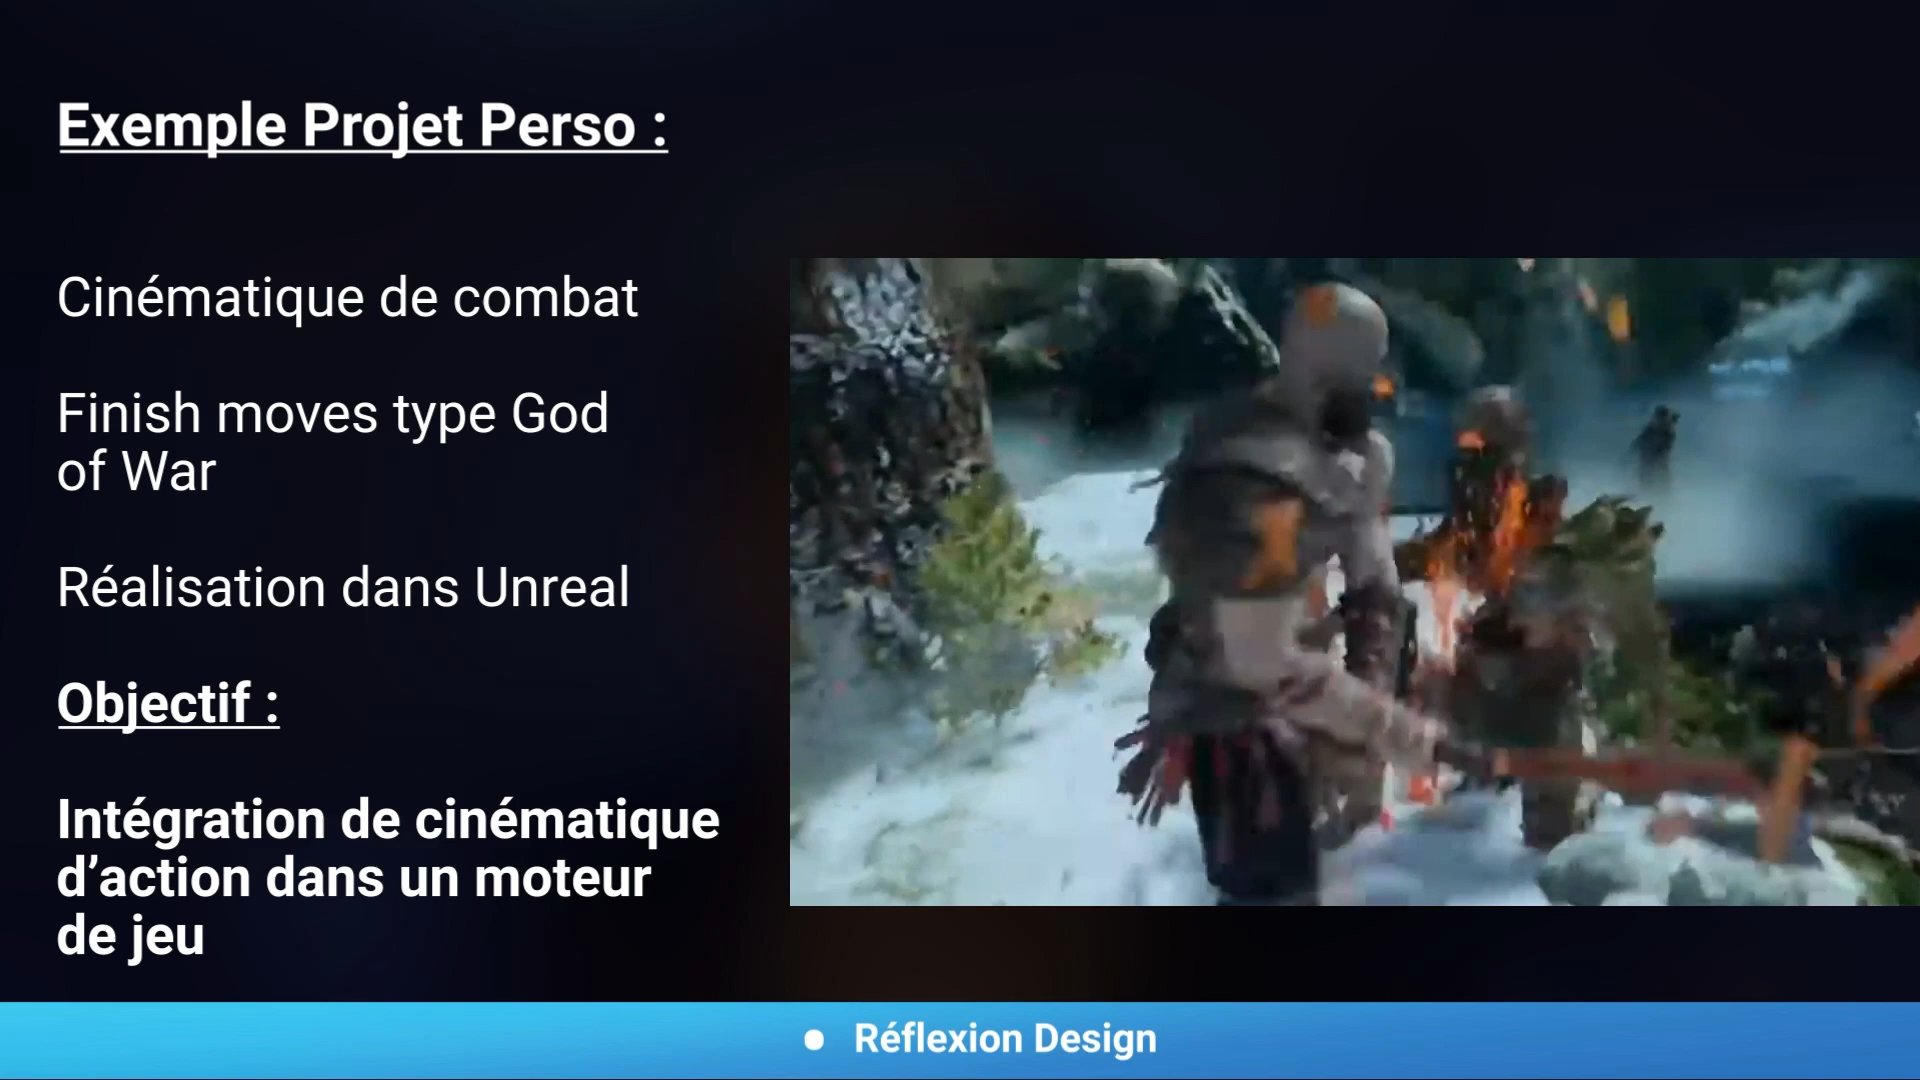 Exemple Projet Perso :
Cinématique de combat
Finish moves type God
of War
Réalisation dans Unreal
Objectif :
Intégration de cinématique
d’action dans un moteur
de jeu
• Réflexion Design